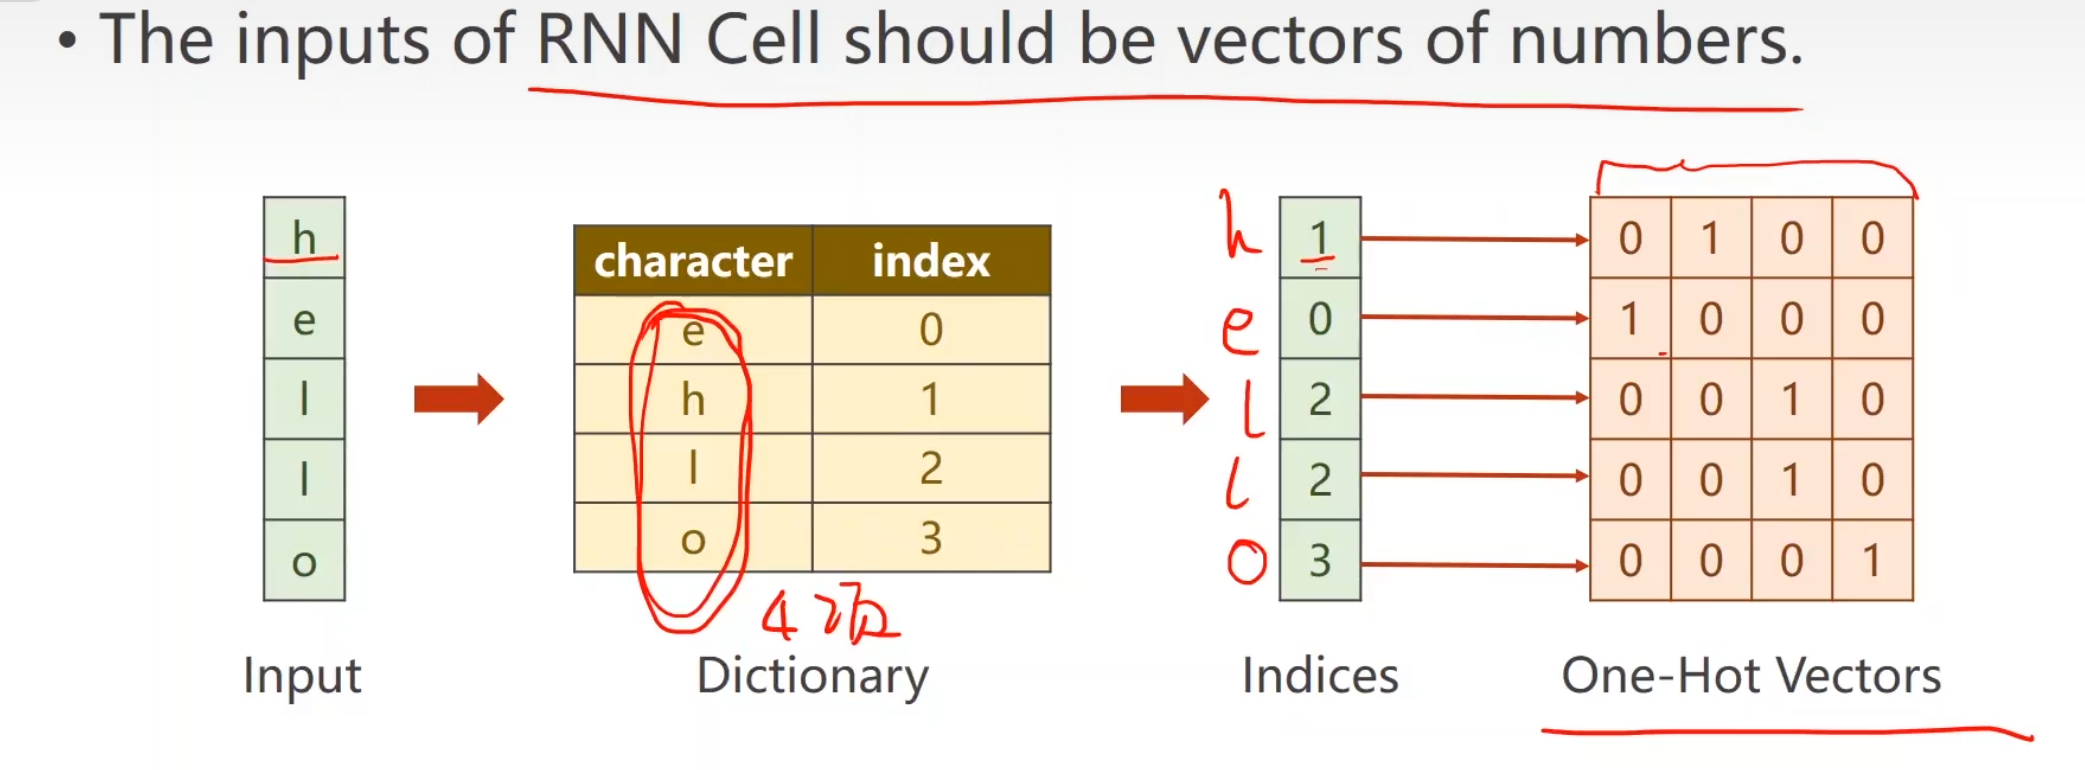 • The inputs of RNN Cell should be vectors of numbers.
h
e
l
l
o
Input
character index
e 0
h 1
l 2
o 3
4项
Dictionary
h 1
e 0
l 2
l 2
o 3
Indices
0 1 0 0
1 0 0 0
0 0 1 0
0 0 1 0
0 0 0 1
One-Hot Vectors